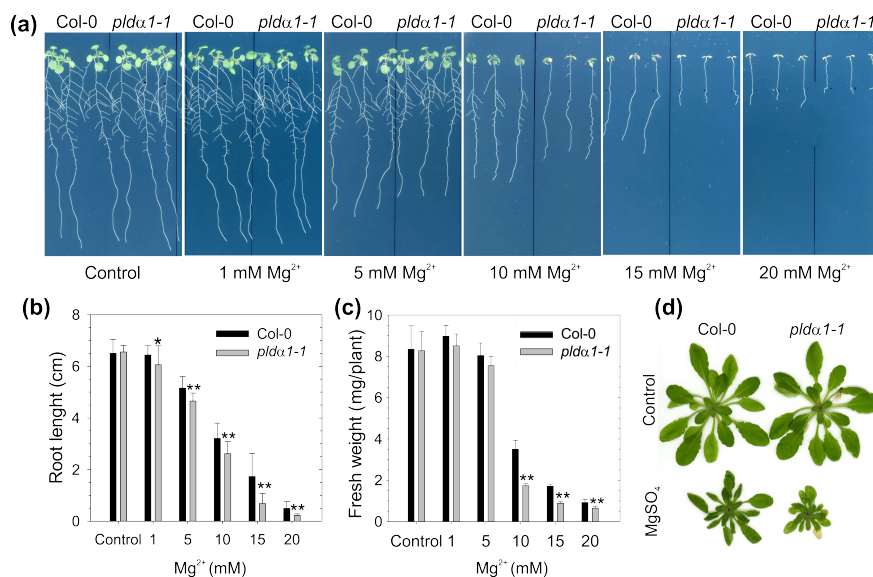 (a)
Col-0 pldα1-1 Col-0 pldα1-1 Col-0 pldα1-1 Col-0 pldα1-1 Col-0 pldα1-1 Col-0 pldα1-1
Control 1 mM Mg²⁺ 5 mM Mg²⁺ 10 mM Mg²⁺ 15 mM Mg²⁺ 20 mM Mg²⁺
(b)
Root lenght (cm)
8
6
4
2
0
Col-0
pldα1-1
*
**
**
**
**
Control 1 5 10 15 20
Mg²⁺ (mM)
(c)
Fresh weight (mg/plant)
10
8
6
4
2
0
Col-0
pldα1-1
**
**
**
Control 1 5 10 15 20
Mg²⁺ (mM)
(d)
Col-0 pldα1-1
Control
MgSO₄